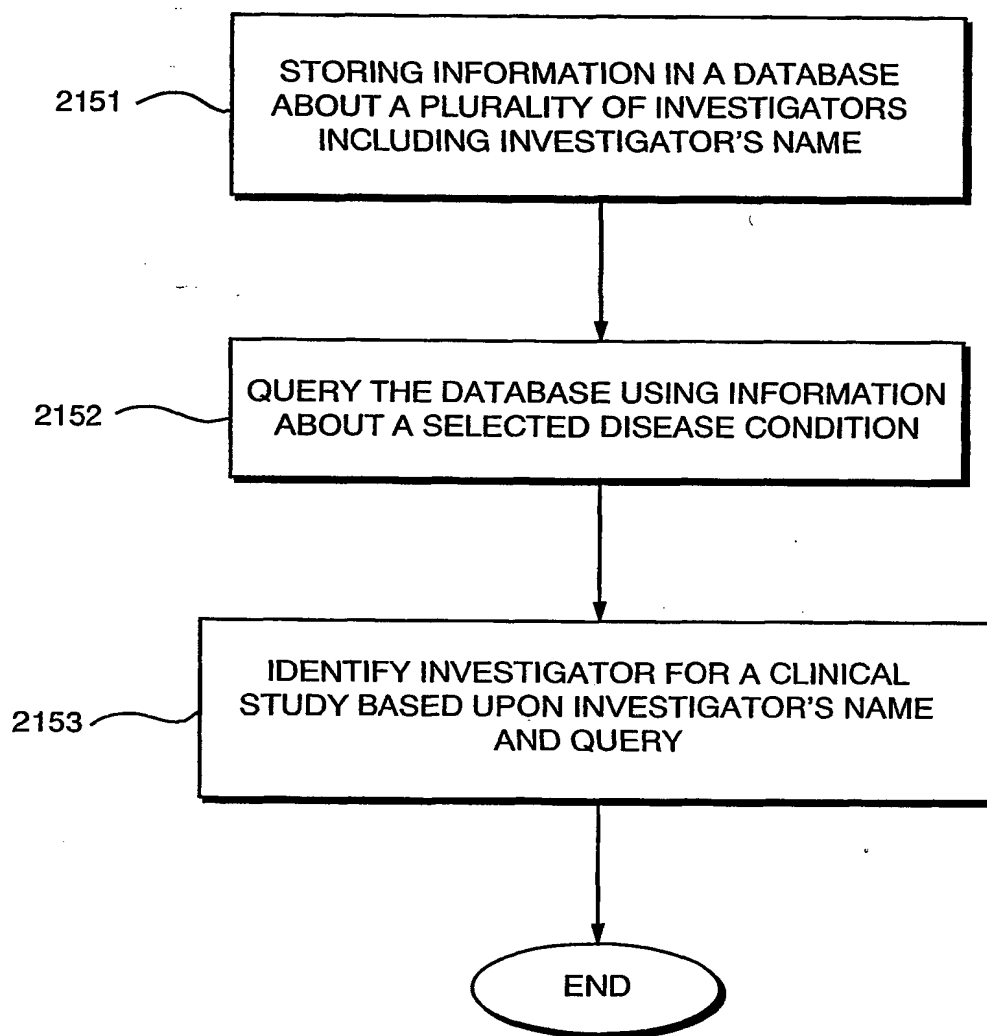 2151
STORING INFORMATION IN A DATABASE
ABOUT A PLURALITY OF INVESTIGATORS
INCLUDING INVESTIGATOR'S NAME
2152
QUERY THE DATABASE USING INFORMATION
ABOUT A SELECTED DISEASE CONDITION
2153
IDENTIFY INVESTIGATOR FOR A CLINICAL
STUDY BASED UPON INVESTIGATOR'S NAME
AND QUERY
END